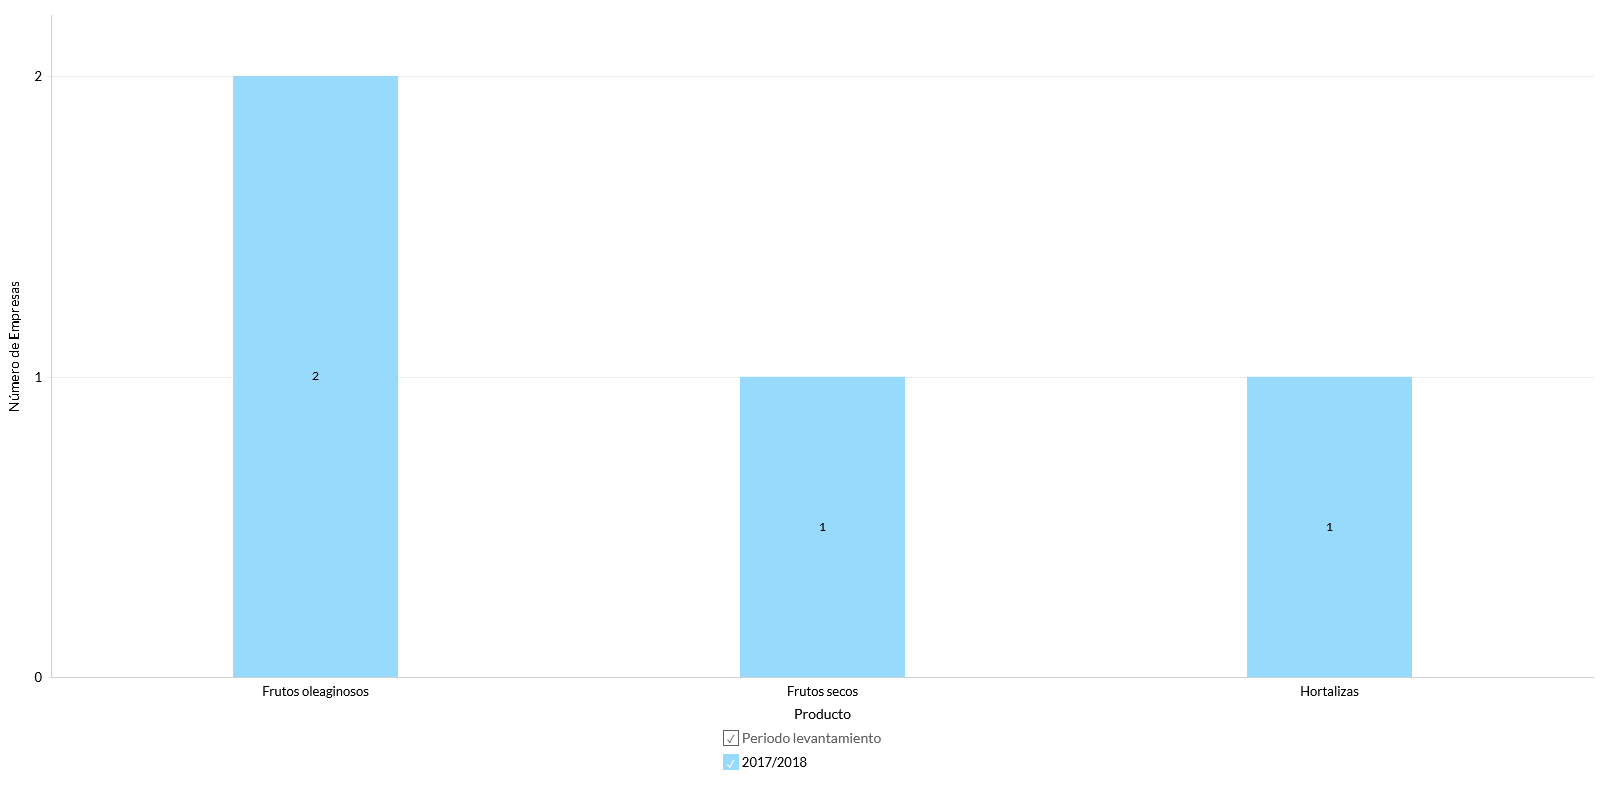 Número de Empresas
2
1
0
2
1
1
Frutos oleaginosos
Frutos secos
Hortalizas
Producto
Periodo levantamiento
2017/2018